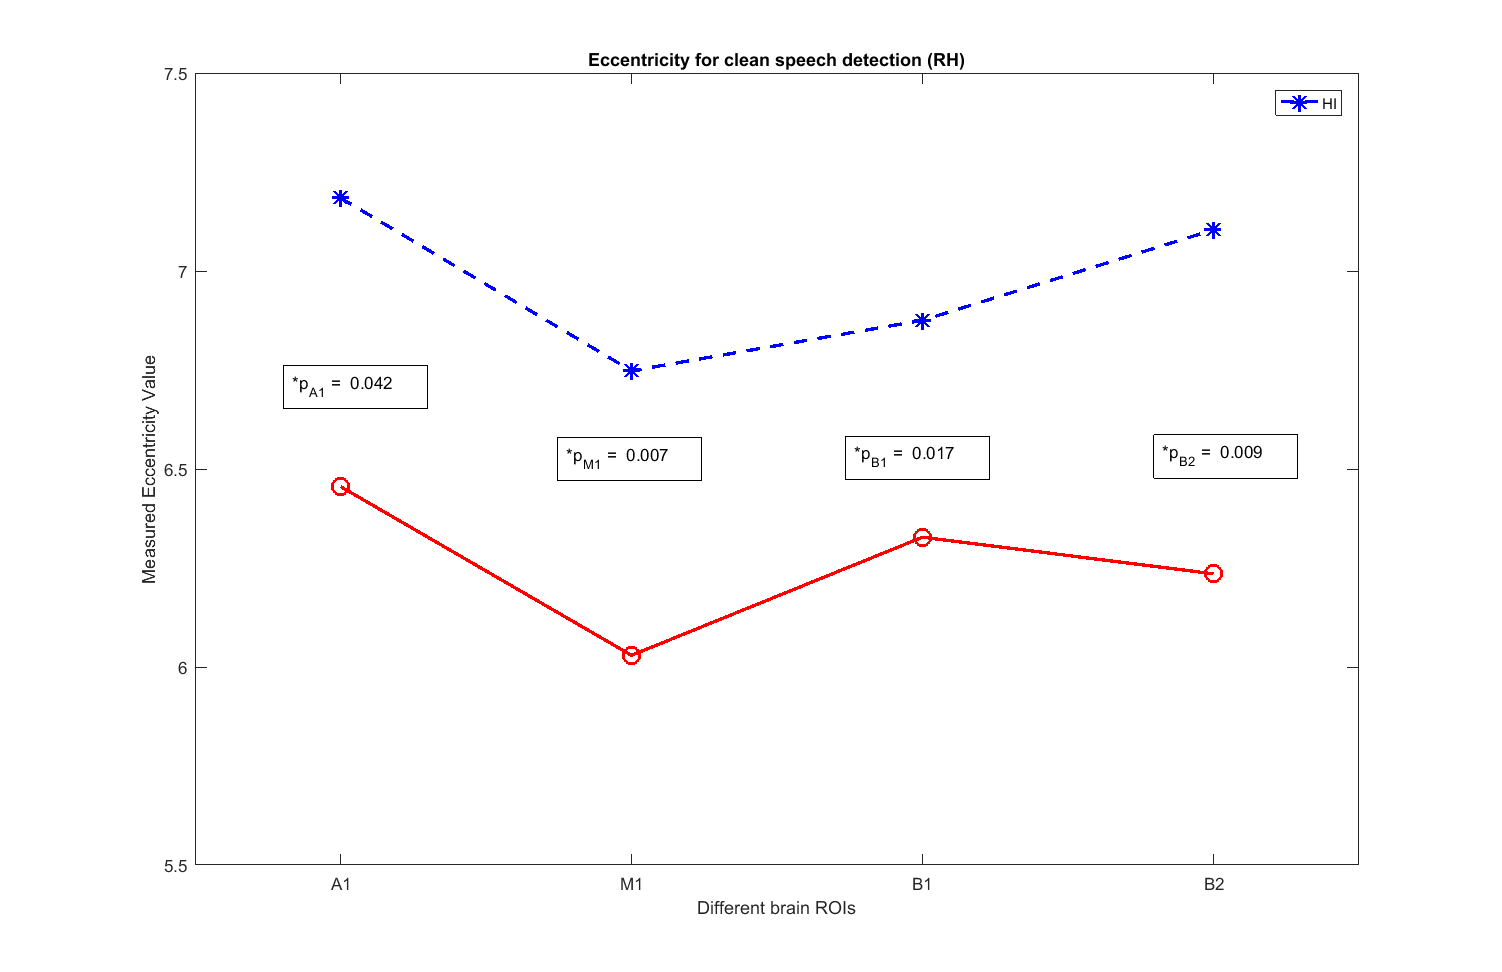 Eccentricity for clean speech detection (RH)
7.5
7
6.5
6
5.5
Measured Eccentricity Value
HI
*pA1 = 0.042
*pM1 = 0.007
*pB1 = 0.017
*pB2 = 0.009
A1 M1 B1 B2
Different brain ROIs